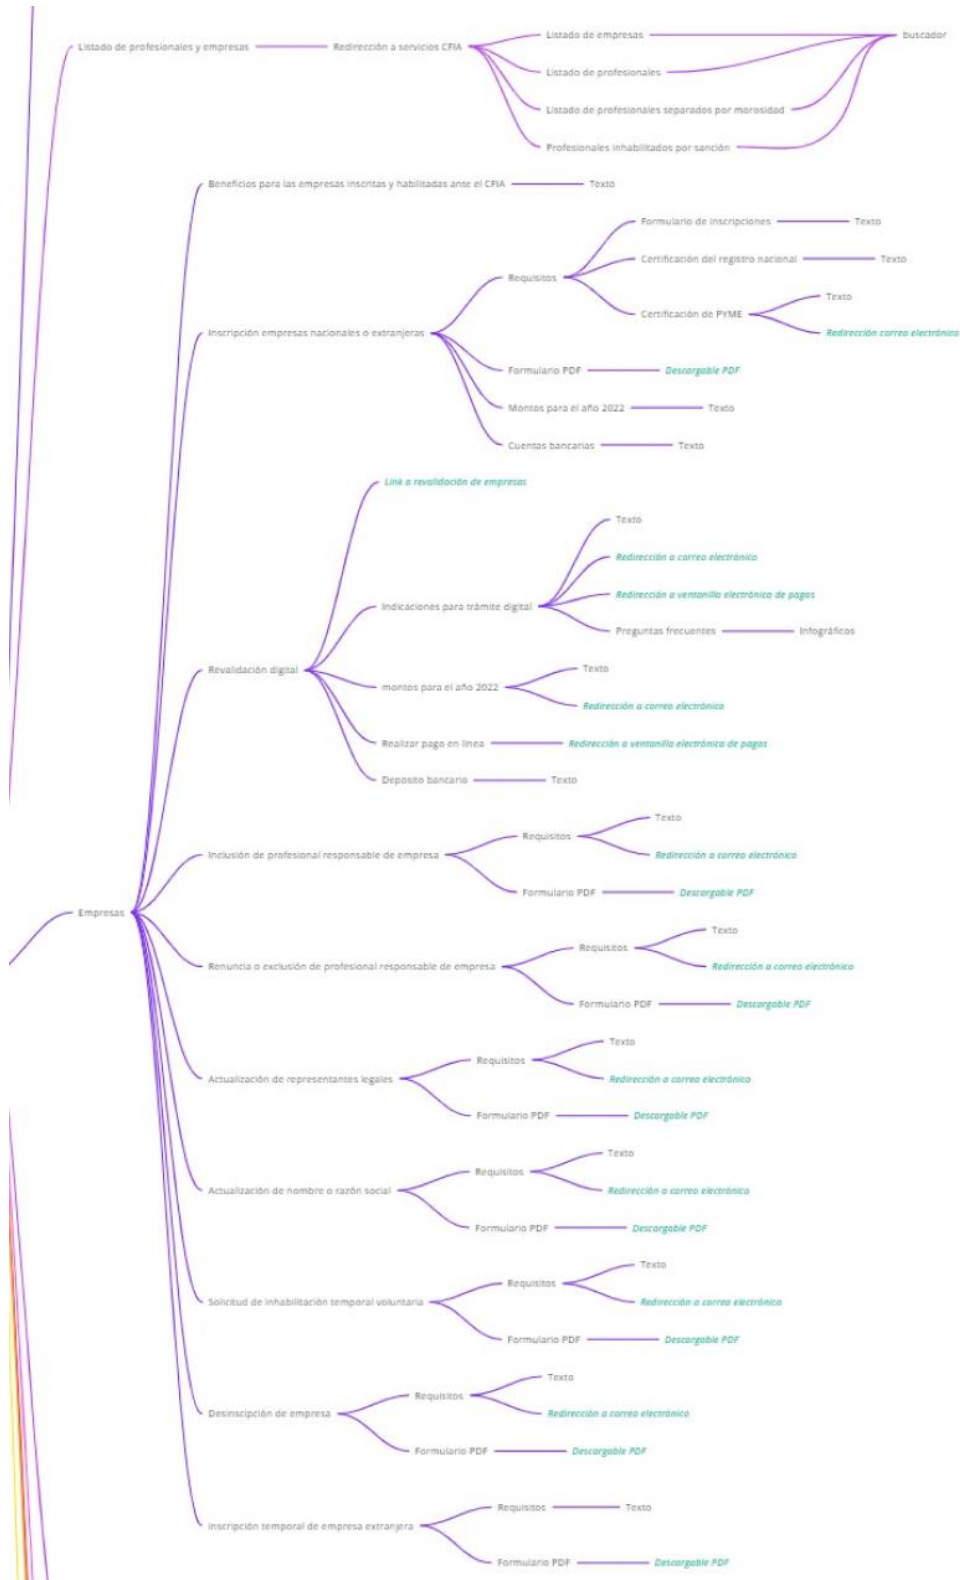 Listado de profesionales y empresas
Redirección a servicios CFIA
Listado de empresas
buscador
Listado de profesionales
Listado de profesionales separados por morosidad
Profesionales inhabilitados por sanción
Beneficios para las empresas inscritas y habilitadas ante el CFIA
Texto
Formulario de inscripciones
Texto
Certificación del registro nacional
Texto
Requisitos
Texto
Certificación de PYME
Redirección correo electrónico
Inscripción empresas nacionales o extranjeras
Formulario PDF
Descargable PDF
Montos para el año 2022
Texto
Cuentas bancarias
Texto
Link a revalidación de empresas
Texto
Redirección a correo electrónico
Redirección a ventanilla electrónica de pagos
Indicaciones para trámite digital
Preguntas frecuentes
Infográficos
Revalidación digital
Texto
montos para el año 2022
Redirección a correo electrónico
Realizar pago en línea
Redirección a ventanilla electrónica de pagos
Deposito bancario
Texto
Texto
Requisitos
Inclusión de profesional responsable de empresa
Redirección a correo electrónico
Formulario PDF
Descargable PDF
Empresas
Texto
Requisitos
Renuncia o exclusión de profesional responsable de empresa
Redirección a correo electrónico
Formulario PDF
Descargable PDF
Texto
Requisitos
Actualización de representantes legales
Redirección a correo electrónico
Formulario PDF
Descargable PDF
Texto
Requisitos
Actualización de nombre o razón social
Redirección a correo electrónico
Formulario PDF
Descargable PDF
Texto
Requisitos
Solicitud de inhabilitación temporal voluntaria
Redirección a correo electrónico
Formulario PDF
Descargable PDF
Texto
Requisitos
Desinscipción de empresa
Redirección a correo electrónico
Formulario PDF
Descargable PDF
Requisitos
Texto
Inscripción temporal de empresa extranjera
Formulario PDF
Descargable PDF